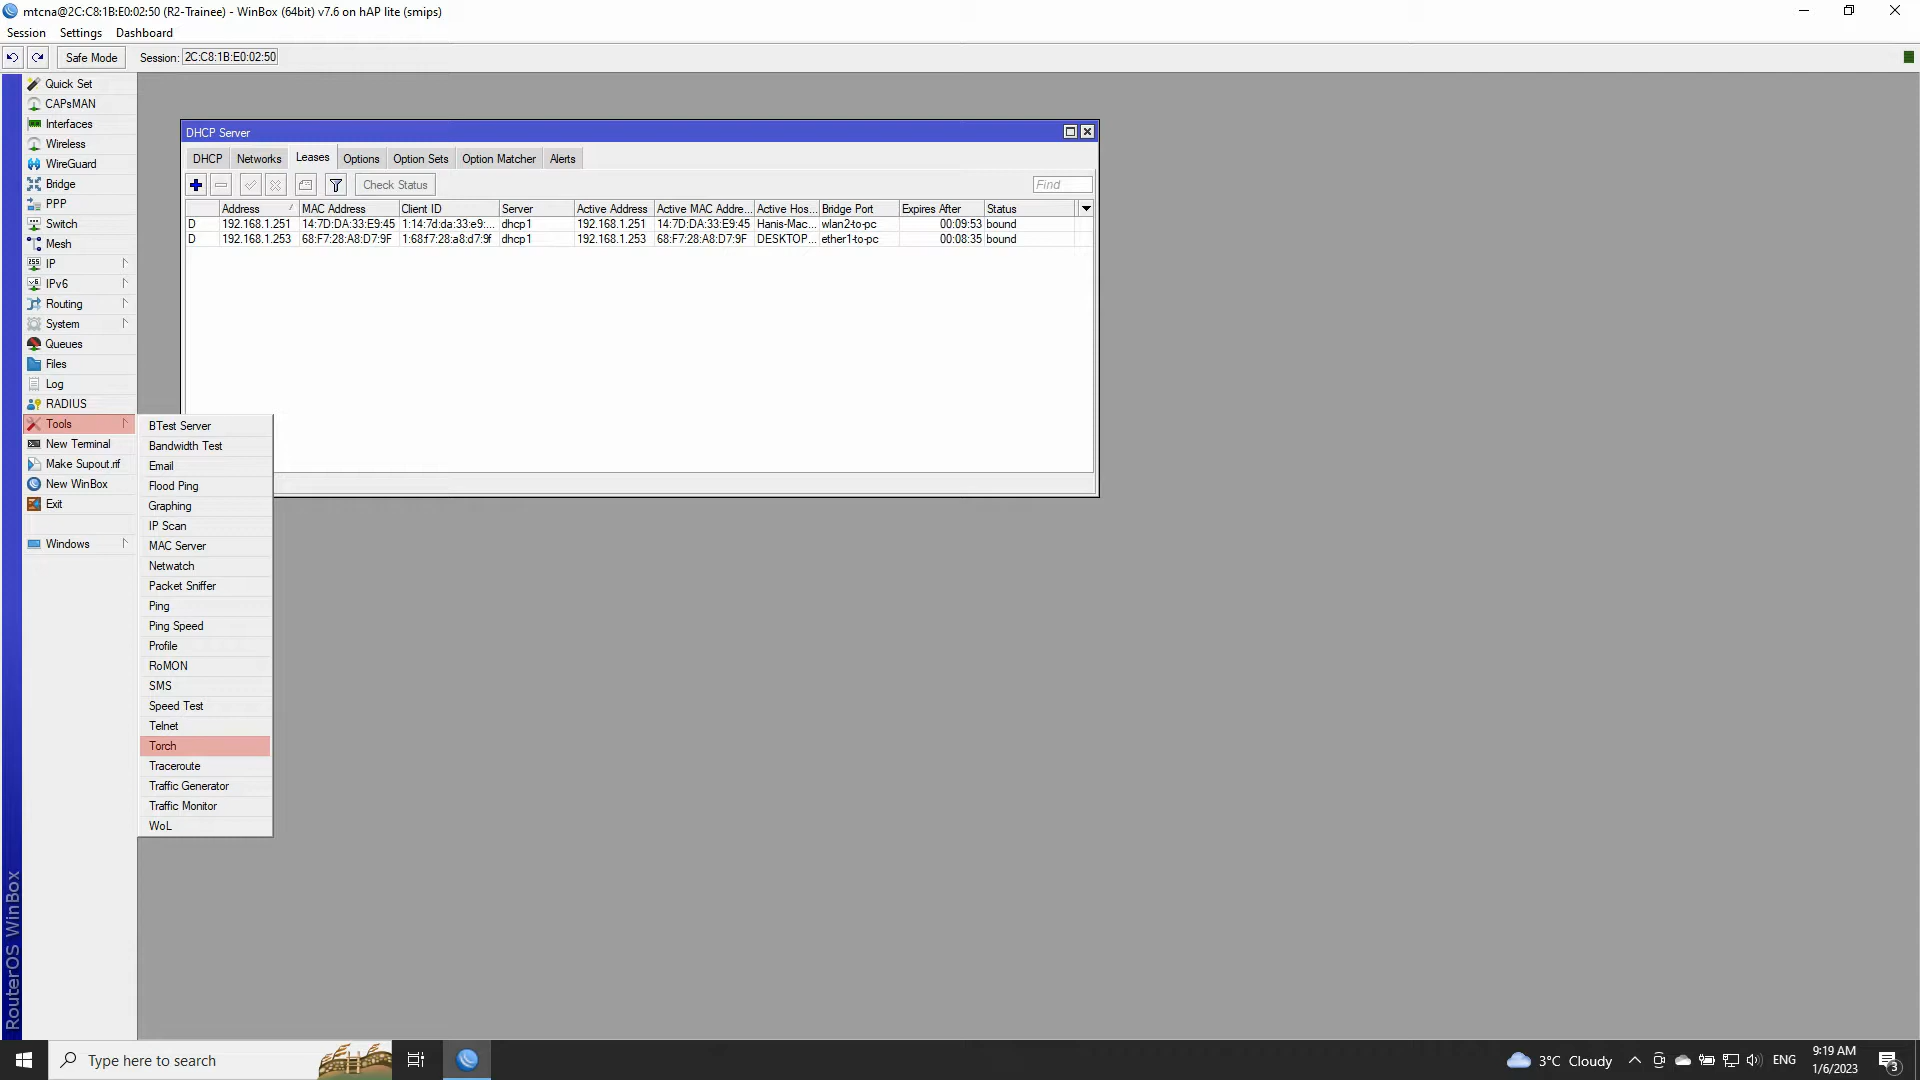 mtcna@2C:C8:1B:E0:02:50 (R2-Trainee) - WinBox (64bit) v7.6 on hAP lite (smips)
Session Settings Dashboard
Safe Mode Session: 2C:C8:1B:E0:02:50
Quick Set
CAPsMAN
Interfaces
Wireless
WireGuard
Bridge
PPP
Switch
Mesh
IP
IPv6
Routing
System
Queues
Files
Log
RADIUS
Tools
New Terminal
Make Supout.rif
New WinBox
Exit
Windows
RouterOS WinBox
DHCP Server
DHCP Networks Leases Options Option Sets Option Matcher Alerts
Check Status Find
Address MAC Address Client ID Server Active Address Active MAC Addre... Active Hos... Bridge Port Expires After Status
D 192.168.1.251 14:7D:DA:33:E9:45 1:14:7d:da:33:e9:... dhcp1 192.168.1.251 14:7D:DA:33:E9:45 Hanis-Mac... wlan2-to-pc 00:09:53 bound
D 192.168.1.253 68:F7:28:A8:D7:9F 1:68:f7:28:a8:d7:9f dhcp1 192.168.1.253 68:F7:28:A8:D7:9F DESKTOP... ether1-to-pc 00:08:35 bound
BTest Server
Bandwidth Test
Email
Flood Ping
Graphing
IP Scan
MAC Server
Netwatch
Packet Sniffer
Ping
Ping Speed
Profile
RoMON
SMS
Speed Test
Telnet
Torch
Traceroute
Traffic Generator
Traffic Monitor
WoL
Type here to search
3°C Cloudy
ENG
9:19 AM
1/6/2023
3